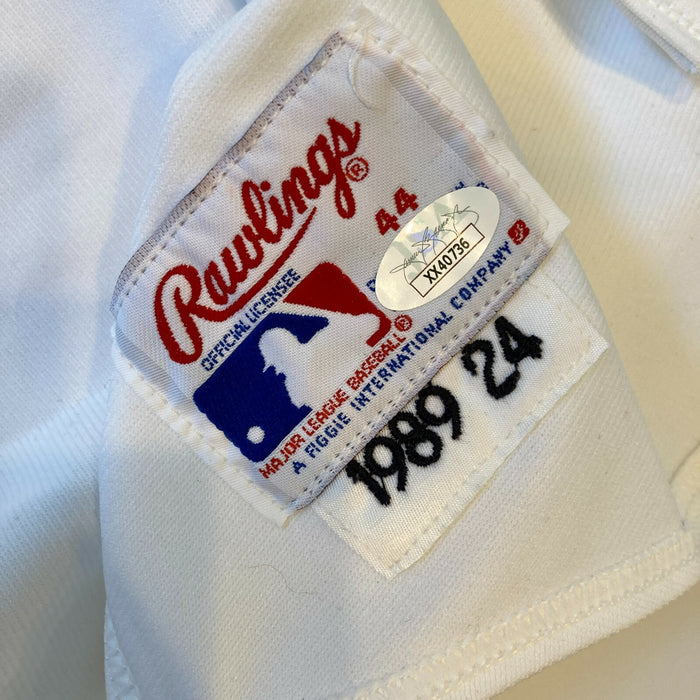 Rawlings®
44
XX40736
OFFICIAL LICENSEE
MAJOR LEAGUE BASEBALL®
A FIGGIE INTERNATIONAL COMPANY
1989 24